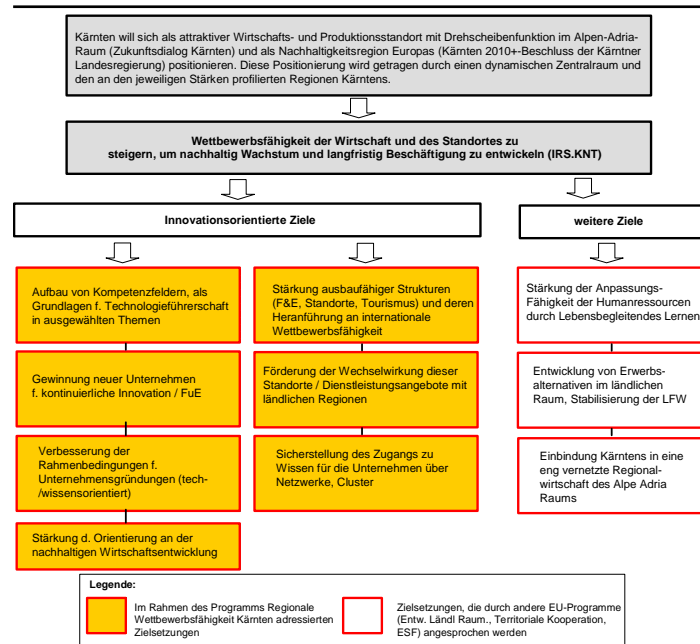 Kärnten will sich als attraktiver Wirtschafts- und Produktionsstandort mit Drehscheibenfunktion im Alpen-Adria-
Raum (Zukunftsdialog Kärnten) und als Nachhaltigkeitsregion Europas (Kärnten 2010+-Beschluss der Kärntner
Landesregierung) positionieren. Diese Positionierung wird getragen durch einen dynamischen Zentralraum und
den an den jeweiligen Stärken profilierten Regionen Kärntens.
Wettbewerbsfähigkeit der Wirtschaft und des Standortes zu
steigern, um nachhaltig Wachstum und langfristig Beschäftigung zu entwickeln (IRS.KNT)
Innovationsorientierte Ziele
Aufbau von Kompetenzfeldern, als
Grundlagen f. Technologieführerschaft
in ausgewählten Themen
Gewinnung neuer Unternehmen
f. kontinuierliche Innovation / FuE
Verbesserung der
Rahmenbedingungen f.
Unternehmensgründungen (tech-
/wissensorientiert)
Stärkung d. Orientierung an der
nachhaltigen Wirtschaftsentwicklung
Stärkung ausbaufähiger Strukturen
(F&E, Standorte, Tourismus) und deren
Heranführung an internationale
Wettbewerbsfähigkeit
Förderung der Wechselwirkung dieser
Standorte / Dienstleistungsangebote mit
ländlichen Regionen
Sicherstellung des Zugangs zu
Wissen für die Unternehmen über
Netzwerke, Cluster
weitere Ziele
Stärkung der Anpassungs-
Fähigkeit der Humanressourcen
durch Lebensbegleitendes Lernen
Entwicklung von Erwerbs-
alternativen im ländlichen
Raum, Stabilisierung der LFW
Einbindung Kärntens in eine
eng vernetzte Regional-
wirtschaft des Alpe Adria
Raums
Legende:
Im Rahmen des Programms Regionale
Wettbewerbsfähigkeit Kärnten adressierten
Zielsetzungen
Zielsetzungen, die durch andere EU-Programme
(Entw. Ländl Raum., Territoriale Kooperation,
ESF) angesprochen werden